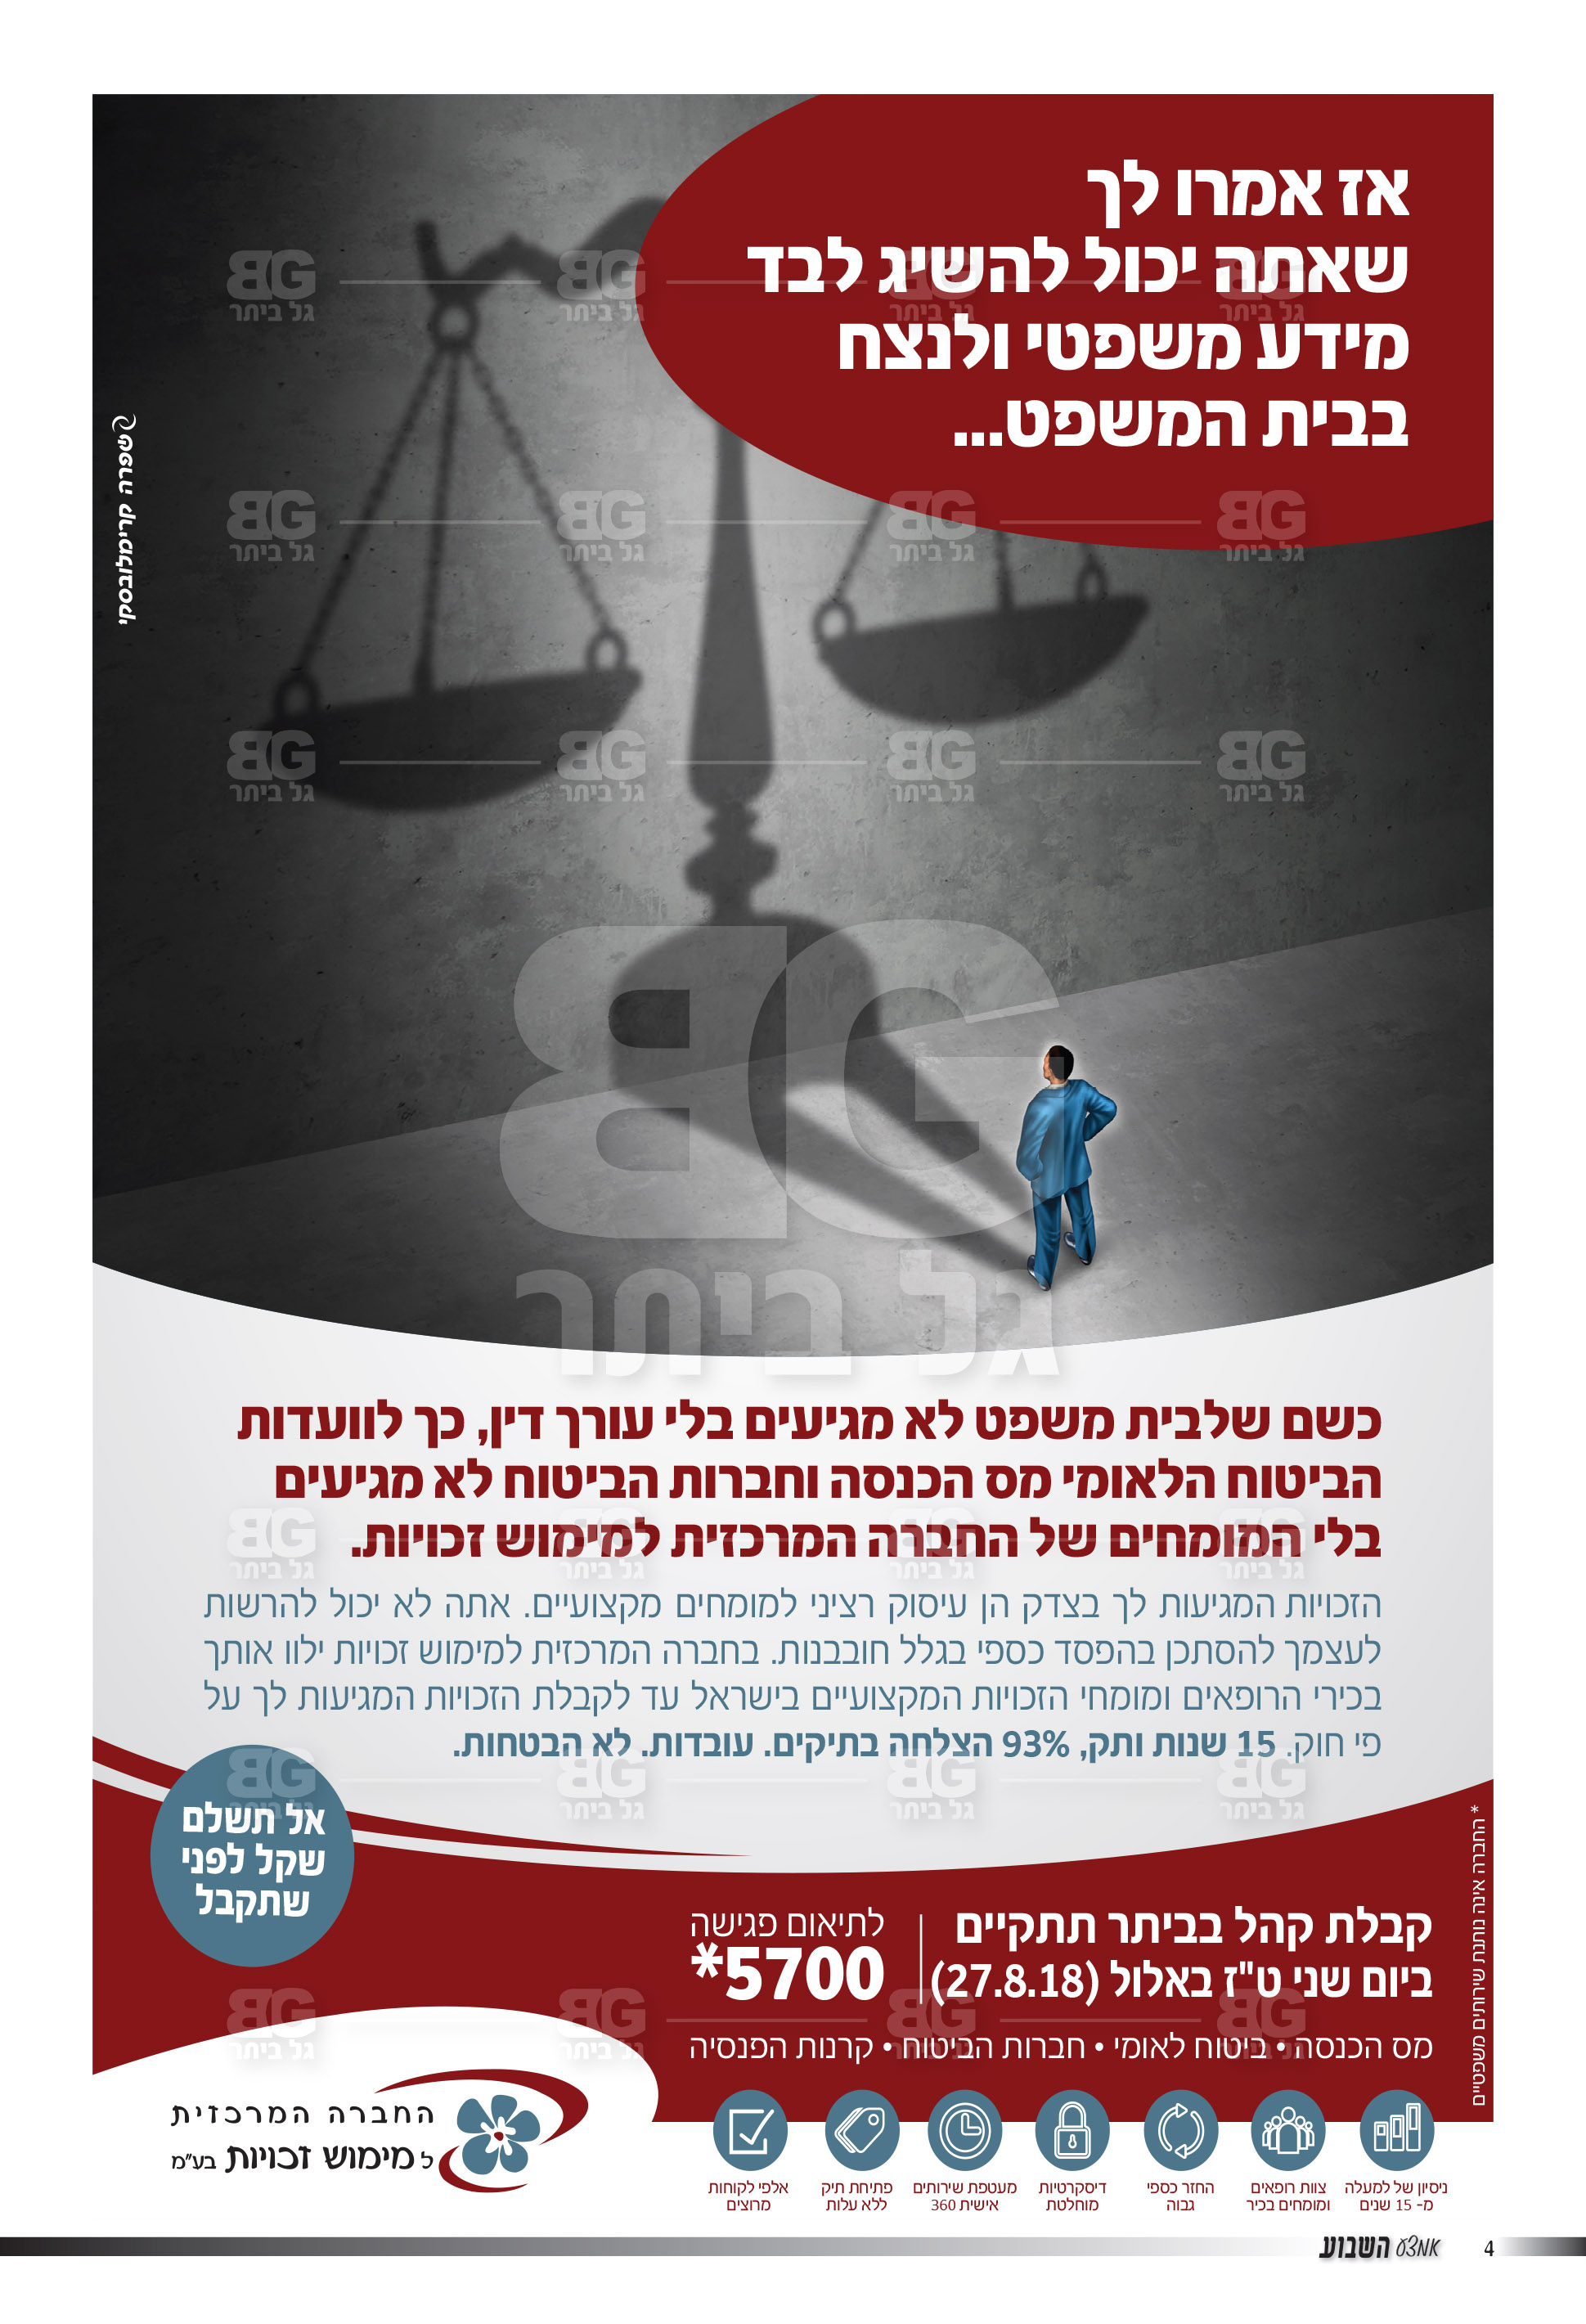 אז אמרו לך
שאתה יכול להשיג לבד
מידע משפטי ולנצח
בבית המשפט...
שפרה קרימלובסקי
BG
גל ביתר
כשם שלבית משפט לא מגיעים בלי עורך דין, כך לוועדות
הביטוח הלאומי מס הכנסה וחברות הביטוח לא מגיעים
בלי המומחים של החברה המרכזית למימוש זכויות.
הזכויות המגיעות לך בצדק הן עיסוק רציני למומחים מקצועיים. אתה לא יכול להרשות
לעצמך להסתכן בהפסד כספי בגלל חובבנות. בחברה המרכזית למימוש זכויות ילוו אותך
בכירי הרופאים ומומחי הזכויות המקצועיים בישראל עד לקבלת הזכויות המגיעות לך על
פי חוק. 15 שנות ותק, 93% הצלחה בתיקים. עובדות. לא הבטחות.
אל תשלם
שקל לפני
שתקבל
קבלת קהל בביתר תתקיים
ביום שני ט"ז באלול (27.8.18)
לתיאום פגישה
5700*
מס הכנסה • ביטוח לאומי • חברות הביטוח • קרנות הפנסיה
* החברה אינה נותנת שירותים משפטיים
ניסיון של למעלה
מ- 15 שנים
צוות רופאים
ומומחים בכיר
החזר כספי
גבוה
דיסקרטיות
מוחלטת
מעטפת שירותים
אישית 360
פתיחת תיק
ללא עלות
אלפי לקוחות
מרוצים
החברה המרכזית
למימוש זכויות בע"מ
4
אמצע השבוע